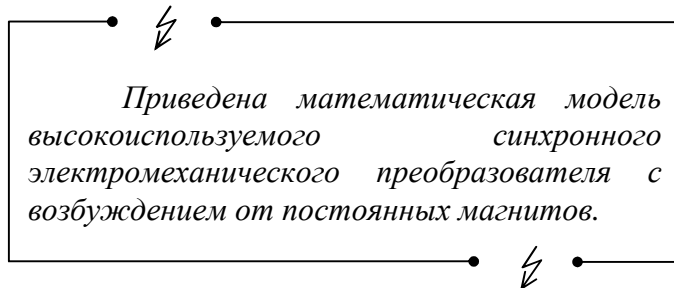 Приведена математическая модель
высокоиспользуемого синхронного
электромеханического преобразователя с
возбуждением от постоянных магнитов.